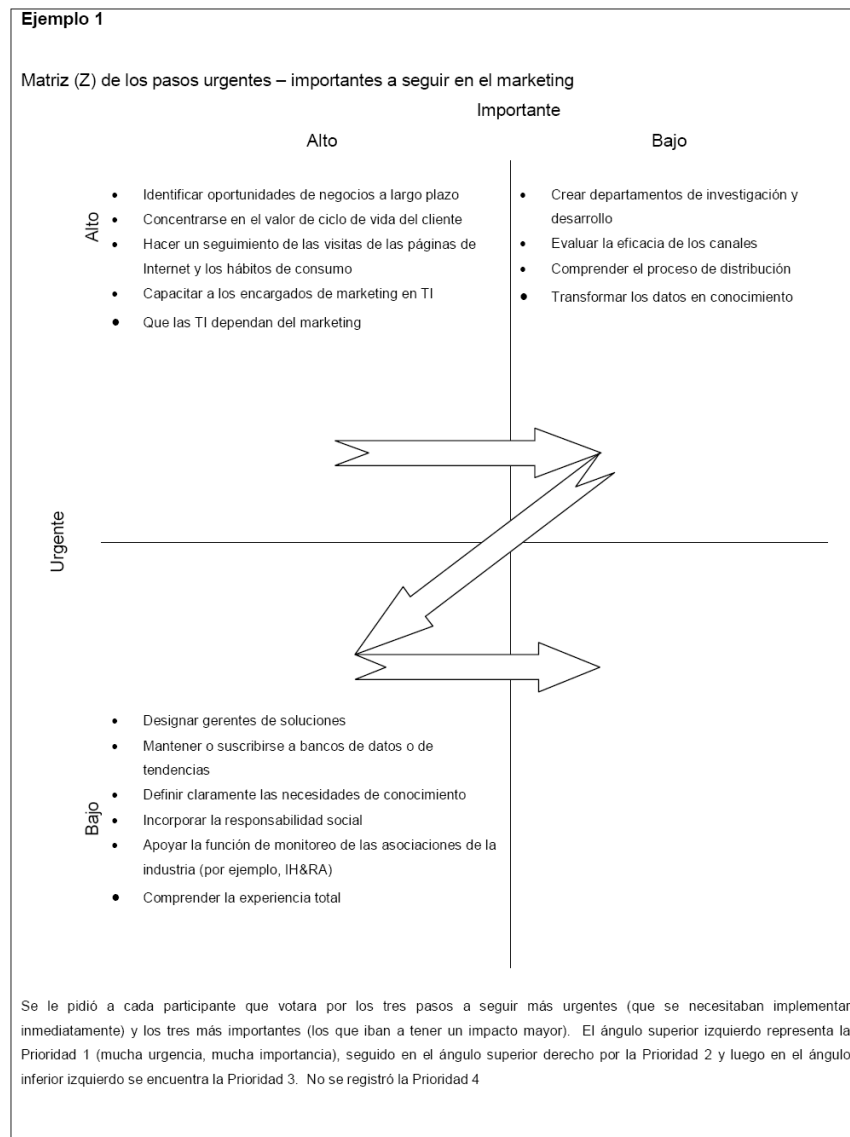 Ejemplo 1
Matriz (Z) de los pasos urgentes – importantes a seguir en el marketing
Importante
Alto
Bajo
Urgente
Alto
• Identificar oportunidades de negocios a largo plazo
• Concentrarse en el valor de ciclo de vida del cliente
• Hacer un seguimiento de las visitas de las páginas de
Internet y los hábitos de consumo
• Capacitar a los encargados de marketing en TI
• Que las TI dependan del marketing
• Crear departamentos de investigación y
desarrollo
• Evaluar la eficacia de los canales
• Comprender el proceso de distribución
• Transformar los datos en conocimiento
Bajo
• Designar gerentes de soluciones
• Mantener o suscribirse a bancos de datos o de
tendencias
• Definir claramente las necesidades de conocimiento
• Incorporar la responsabilidad social
• Apoyar la función de monitoreo de las asociaciones de la
industria (por ejemplo, IH&RA)
• Comprender la experiencia total
Se le pidió a cada participante que votara por los tres pasos a seguir más urgentes (que se necesitaban implementar
inmediatamente) y los tres más importantes (los que iban a tener un impacto mayor). El ángulo superior izquierdo representa la
Prioridad 1 (mucha urgencia, mucha importancia), seguido en el ángulo superior derecho por la Prioridad 2 y luego en el ángulo
inferior izquierdo se encuentra la Prioridad 3. No se registró la Prioridad 4